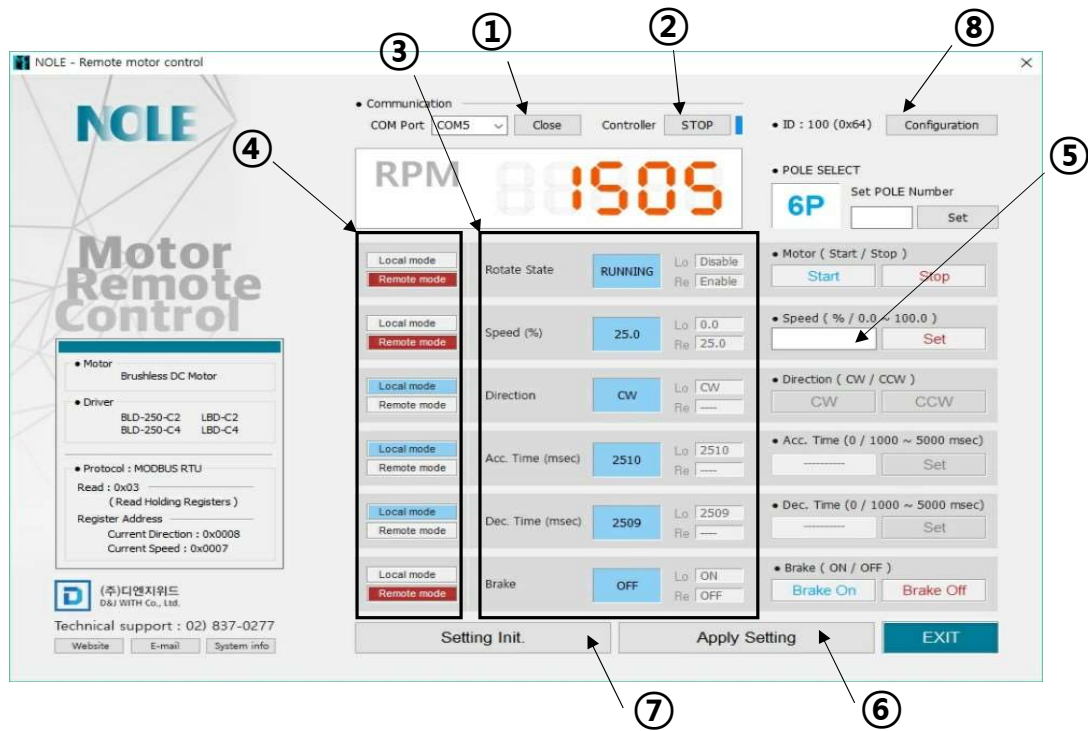 ① ② ⑧
③
NOLE - Remote motor control
NOLE
• Communication
COM Port COM5 Close Controller STOP • ID : 100 (0x64) Configuration
④
⑤
RPM 1505
• POLE SELECT
6P Set POLE Number
Set
Motor
Remote
Control
Local mode
Remote mode
Rotate State RUNNING
Lo Disable
Re Enable
• Motor ( Start / Stop )
Start Stop
Local mode
Remote mode
Speed (%) 25.0
Lo 0.0
Re 25.0
• Speed ( % / 0.0 ~ 100.0 )
Set
Local mode
Remote mode
Direction CW
Lo CW
Re ----
• Direction ( CW / CCW )
CW CCW
Local mode
Remote mode
Acc. Time (msec) 2510
Lo 2510
Re ----
• Acc. Time (0 / 1000 ~ 5000 msec)
---------- Set
Local mode
Remote mode
Dec. Time (msec) 2509
Lo 2509
Re ----
• Dec. Time (0 / 1000 ~ 5000 msec)
---------- Set
Local mode
Remote mode
Brake OFF
Lo ON
Re OFF
• Brake ( ON / OFF )
Brake On Brake Off
• Motor
Brushless DC Motor
• Driver
BLD-250-C2 LBD-C2
BLD-250-C4 LBD-C4
• Protocol : MODBUS RTU
Read : 0x03
(Read Holding Registers )
Register Address
Current Direction : 0x0008
Current Speed : 0x0007
(주)디엔지위드
D&J WITH Co., Ltd.
Technical support : 02) 837-0277
Website E-mail System info
Setting Init. Apply Setting EXIT
⑦ ⑥